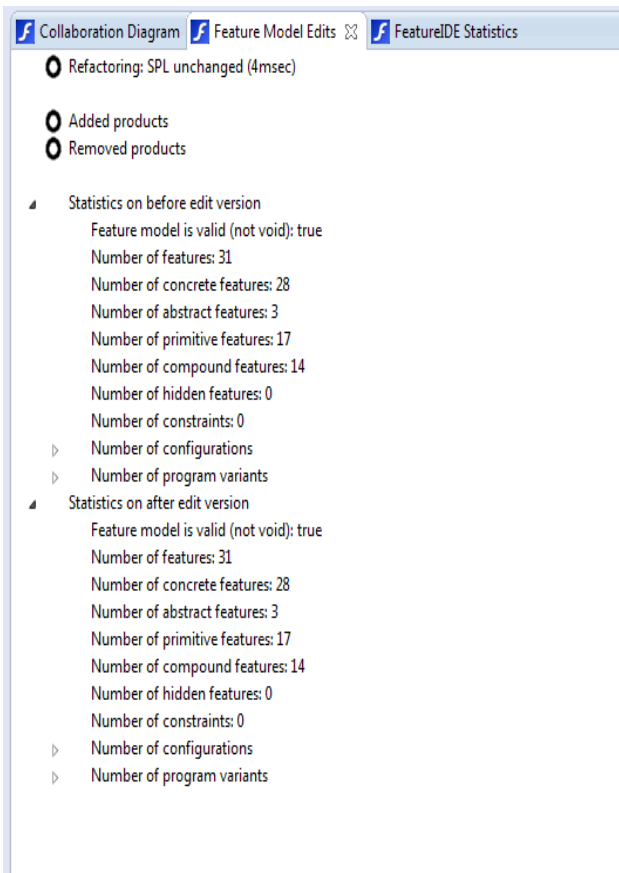 Collaboration Diagram Feature Model Edits FeatureIDE Statistics
Refactoring: SPL unchanged (4msec)
Added products
Removed products
Statistics on before edit version
Feature model is valid (not void): true
Number of features: 31
Number of concrete features: 28
Number of abstract features: 3
Number of primitive features: 17
Number of compound features: 14
Number of hidden features: 0
Number of constraints: 0
Number of configurations
Number of program variants
Statistics on after edit version
Feature model is valid (not void): true
Number of features: 31
Number of concrete features: 28
Number of abstract features: 3
Number of primitive features: 17
Number of compound features: 14
Number of hidden features: 0
Number of constraints: 0
Number of configurations
Number of program variants